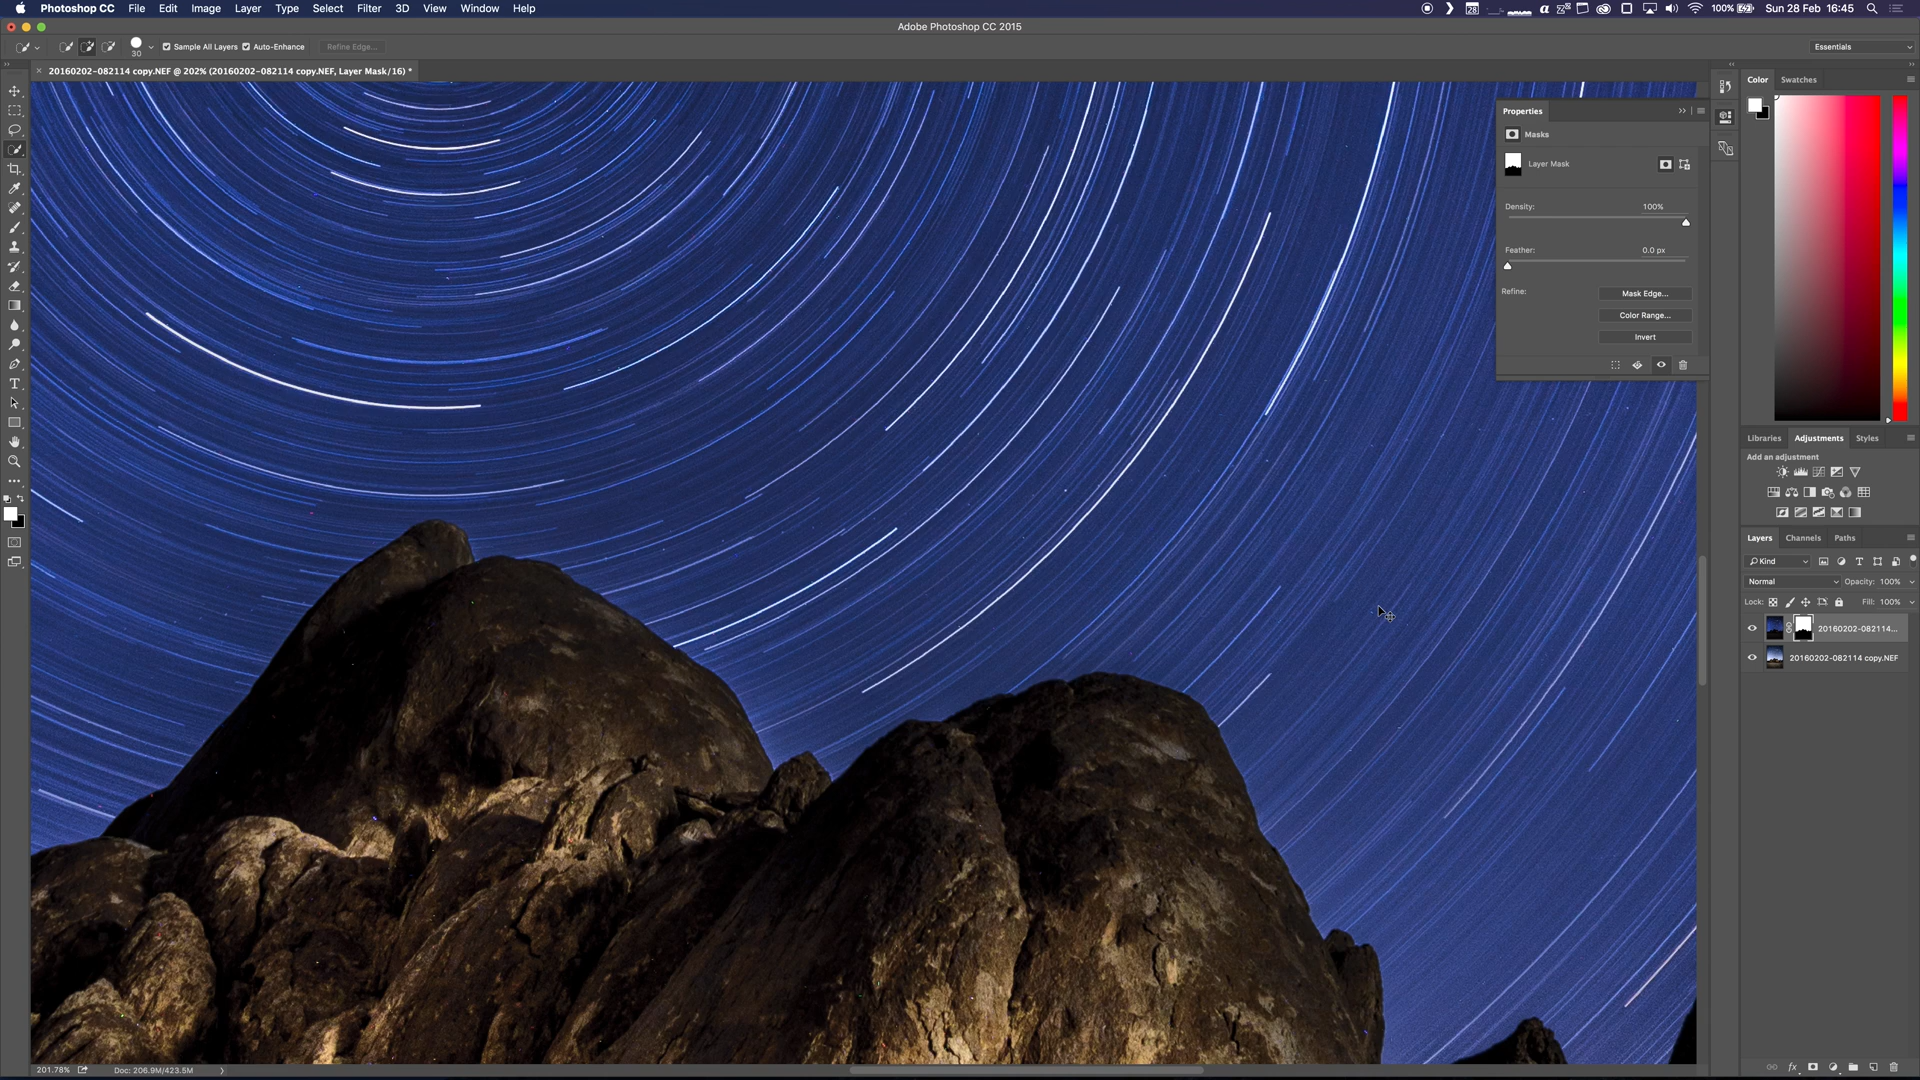 Photoshop CC File Edit Image Layer Type Select Filter 3D View Window Help 28 100% Sun 28 Feb 16:45
Adobe Photoshop CC 2015
30 Sample All Layers Auto-Enhance Refine Edge... Essentials
20160202-082114 copy.NEF @ 202% (20160202-082114 copy.NEF, Layer Mask/16) *
Color Swatches
Properties
Masks
Layer Mask
Density: 100%
Feather: 0.0 px
Refine:
Mask Edge...
Color Range...
Invert
Libraries Adjustments Styles
Add an adjustment
Layers Channels Paths
Kind
Normal Opacity: 100%
Lock: Fill: 100%
20160202-082114...
20160202-082114 copy.NEF
201.78% Doc: 206.9M/423.5M
fx